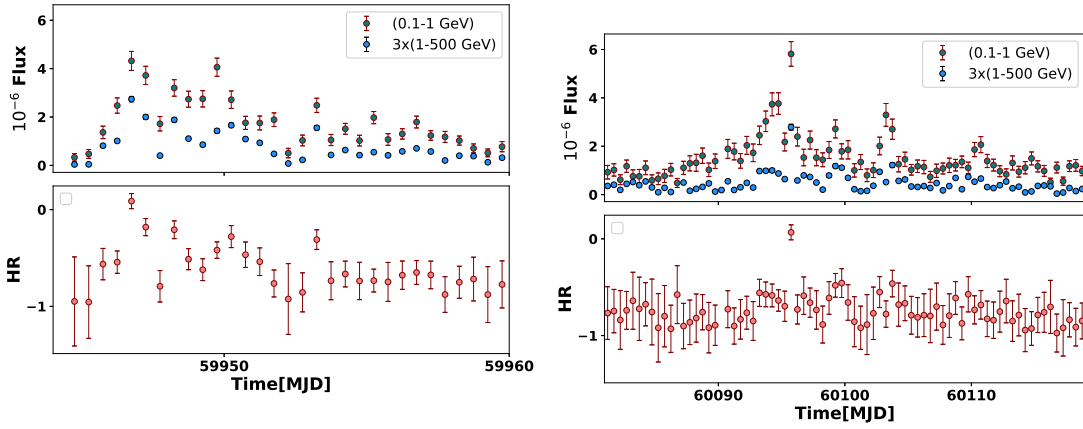 6
4
2
0
10⁻⁶ Flux
(0.1-1 GeV)
3x(1-500 GeV)
0
−1
HR
59950
59960
Time[MJD]
6
4
2
0
10⁻⁶ Flux
(0.1-1 GeV)
3x(1-500 GeV)
0
−1
HR
60090
60100
60110
Time[MJD]